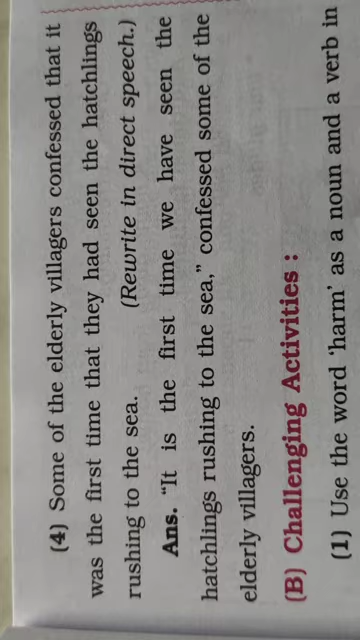 (4) Some of the elderly villagers confessed that it
was the first time that they had seen the hatchlings
rushing to the sea. (Rewrite in direct speech.)
Ans. “It is the first time we have seen the
hatchlings rushing to the sea,” confessed some of the
elderly villagers.
(B) Challenging Activities :
(1) Use the word ‘harm’ as a noun and a verb in